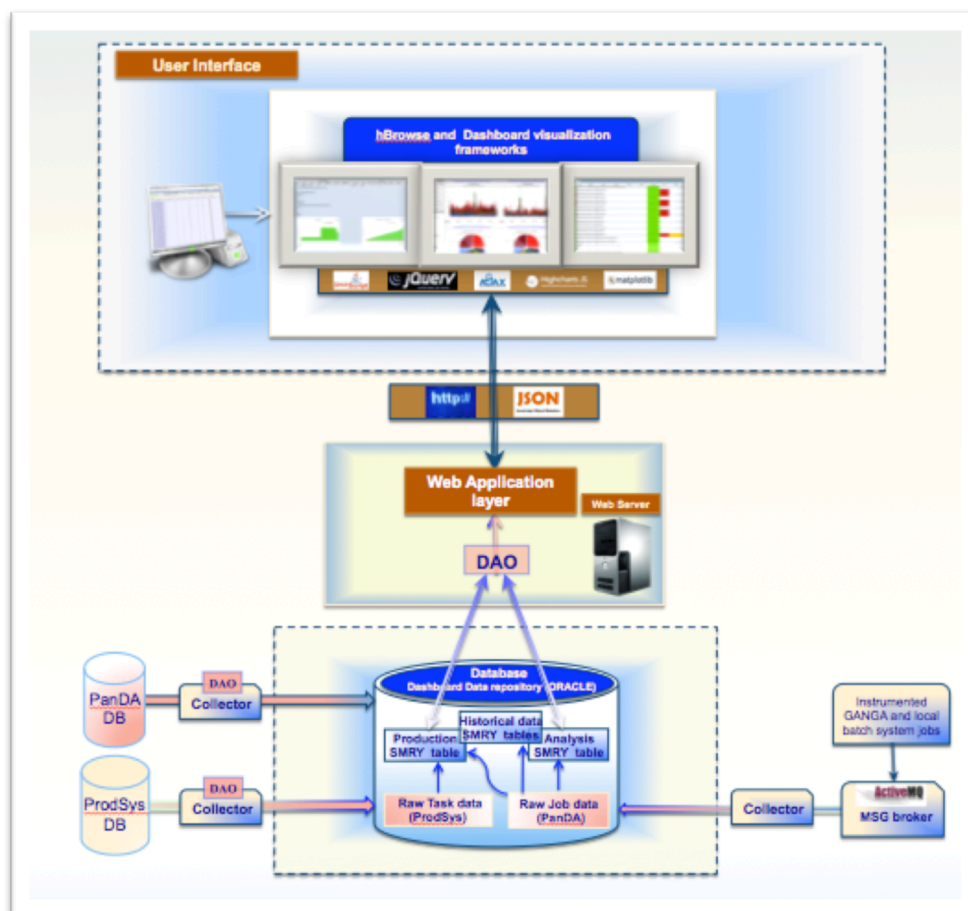 User Interface
hBrowse and Dashboard visualization
frameworks
jQuery
AJAX
Highcharts JS
matplotlib
http://
JSON
Web Application
layer
Web Server
DAO
Database
Dashboard Data repository (ORACLE)
PanDA
DB
DAO
Collector
Historical data
SMRY tables
Production
SMRY table
Analysis
SMRY table
Instrumented
GANGA and local
batch system jobs
ProdSys
DB
DAO
Collector
Raw Task data
(ProdSys)
Raw Job data
(PanDA)
Collector
ActiveMQ
MSG broker